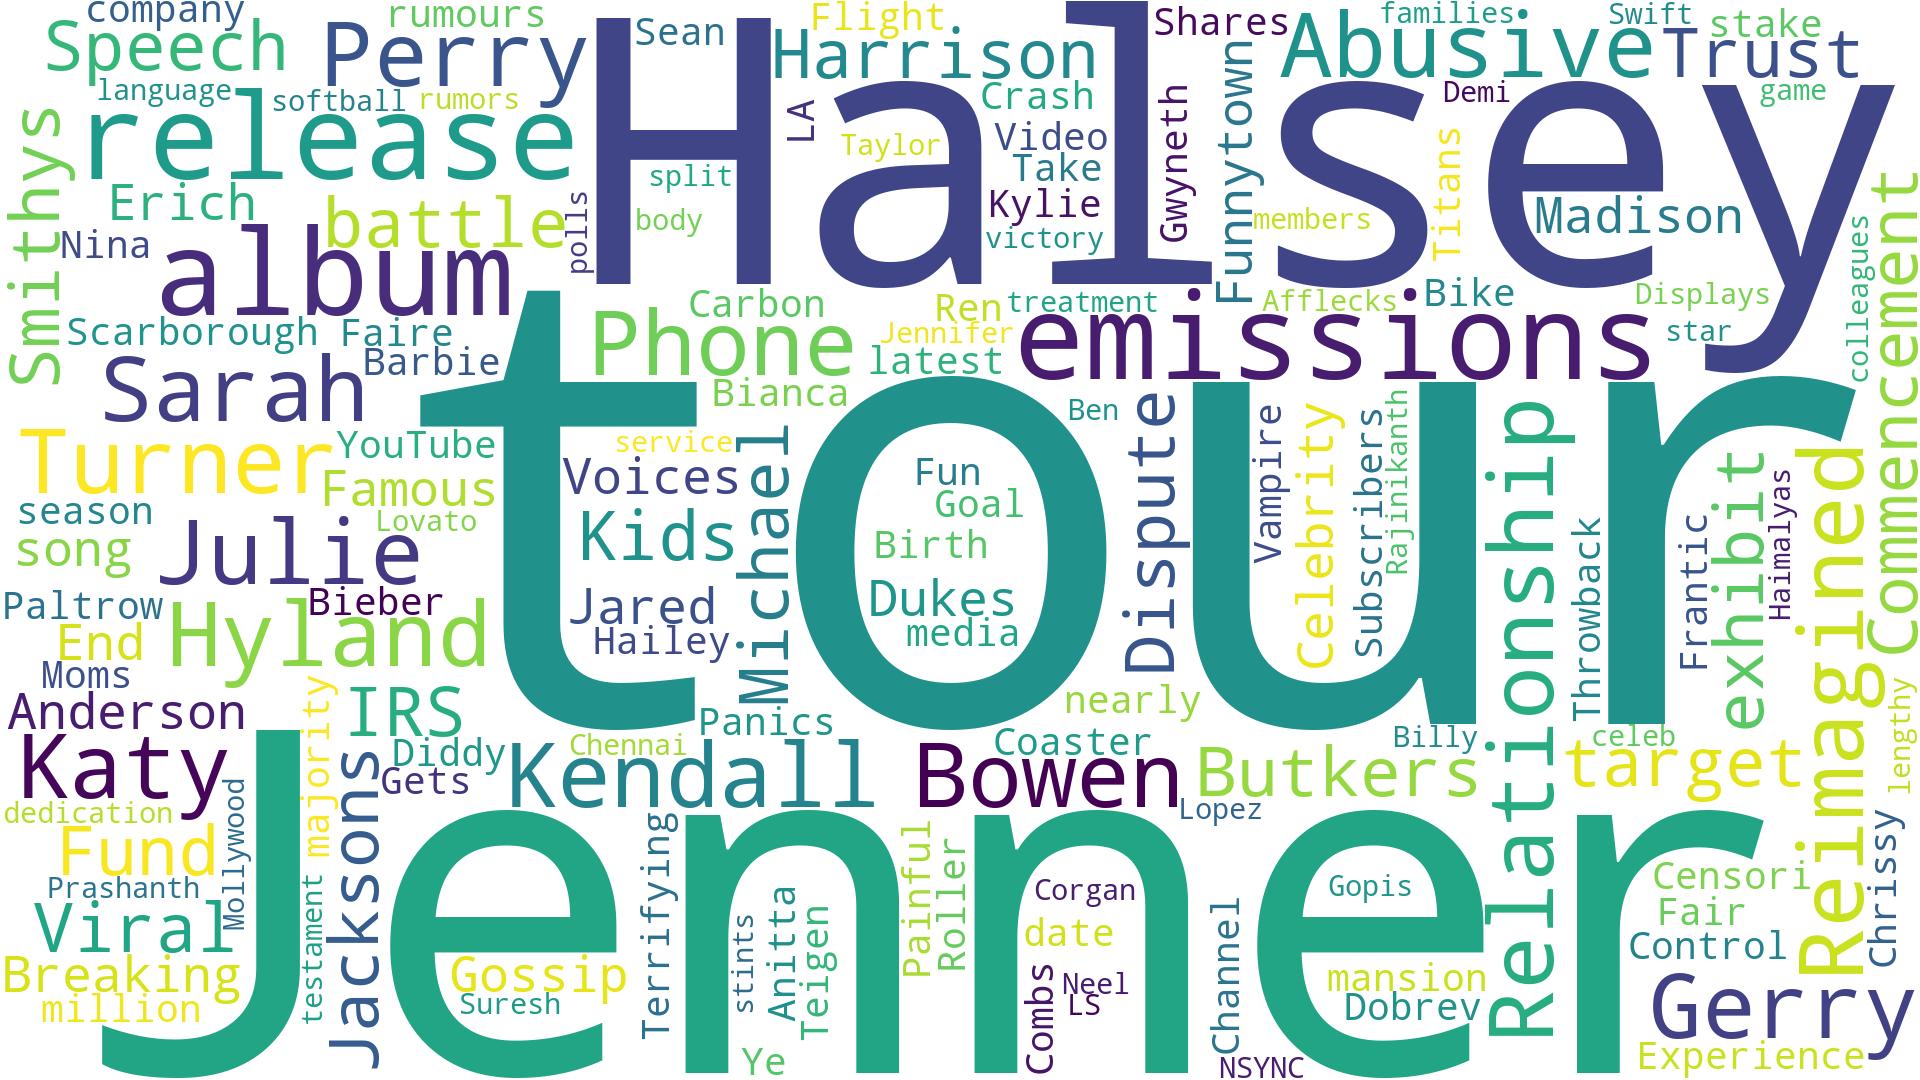 company
rumours
Speech
Perry
Sean
Halsey
Flight
Harrison
Shares
Abusive
families
Swift
stake
Trust
language
softball
rumors
release
LA
Crash
Taylor
Video
Take
Gwyneth
Funnytown
Demi
game
Smithys
Erich
battle
split
body
polls
Kylie
victory
members
Titans
Madison
colleagues
Commencement
Nina
album
Scarborough
Faire
Barbie
Carbon
Phone
Ren
treatment
Jennifer
latest
emissions
Afflecks
Bike
Displays
star
Sarah
Bianca
Ben
tour
Turner
YouTube
Famous
Lovato
service
Voices
Kids
Michael
Fun
Goal
Birth
Dukes
media
Dispute
Vampire
Celebrity
Subscribers
Rajinikanth
Relationship
Throwback
Frantic
exhibit
Haimalyas
Reimagined
season
song
Julie
Paltrow
Bieber
Hyland
End
Moms
Jared
Hailey
nearly
Anderson
IRS
majority
Panics
Katy
Diddy
Gets
Chennai
Kendall
Coaster
Bowen
Billy
Butkers
Lopez
celeb
target
lengthy
dedication
Mollywood
Jacksons
Jenner
Fund
Prashanth
Viral
testament
Breaking
million
Gossip
Suresh
Terrifying
stints
Anitta
Teigen
Ye
Painful
Roller
Corgan
date
Combs
Neel
LS
Channel
NSYNC
Gopis
mansion
Dobrev
Censori
Fair
Control
Chrissy
Gerry
Experience